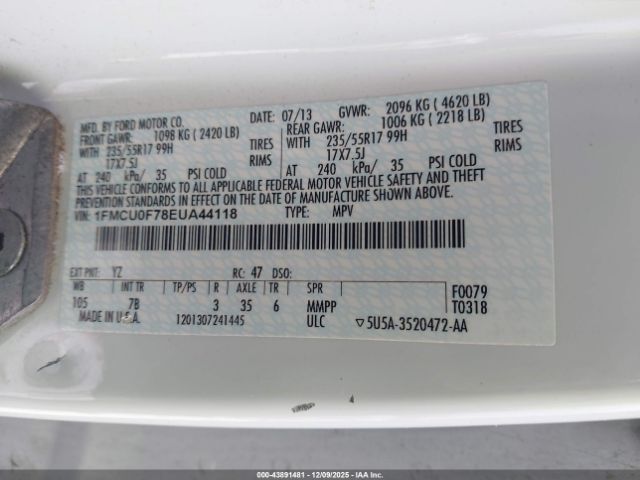 MFD. BY FORD MOTOR CO.
DATE: 07/13 GVWR: 2096 KG ( 4620 LB)
FRONT GAWR: 1098 KG ( 2420 LB)
REAR GAWR: 1006 KG ( 2218 LB)
WITH 235/55R17 99H TIRES
WITH 235/55R17 99H TIRES
17X7.5J RIMS
17X7.5J RIMS
AT 240 kPa/ 35 PSI COLD
AT 240 kPa/ 35 PSI COLD
THIS VEHICLE CONFORMS TO ALL APPLICABLE FEDERAL MOTOR VEHICLE SAFETY AND THEFT
PREVENTION STANDARDS IN EFFECT ON THE DATE OF MANUFACTURE SHOWN ABOVE.
VIN: 1FMCU0F78EUA44118 TYPE: MPV
EXT PNT: YZ RC: 47 DSO:
WB INT TR TP/PS R AXLE TR SPR
105 7B 3 35 6 MMPP
F0079
T0318
MADE IN U.S.A. 1201307241445 ULC ▽5U5A-3520472-AA
00-43891481 - 12/09/2025 - IAAI.COM